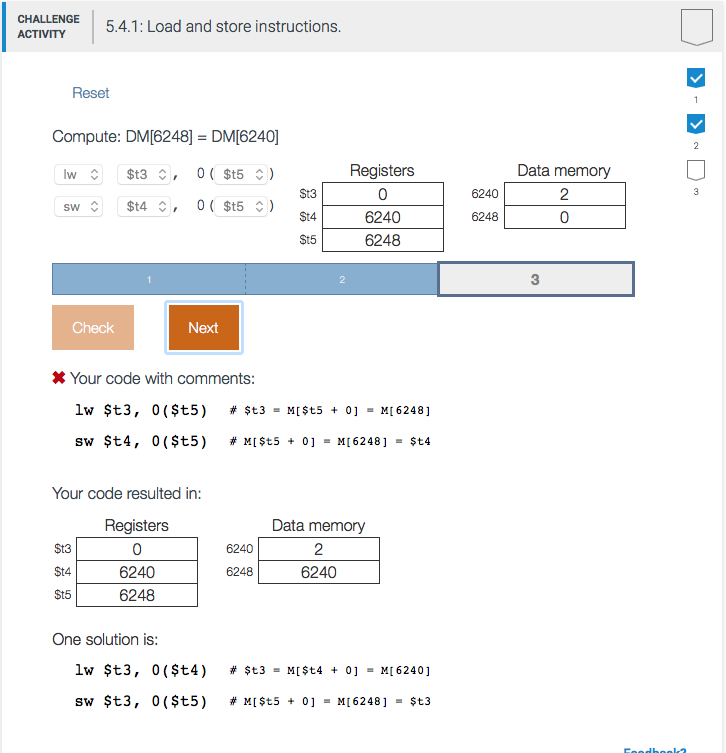 CHALLENGE
ACTIVITY
5.4.1: Load and store instructions.
Reset
1
2
3
Compute: DM[6248] = DM[6240]
lw $t3 , 0 ( $t5 )
sw $t4 , 0 ( $t5 )
Registers
$t3 0
$t4 6240
$t5 6248
Data memory
6240 2
6248 0
1 2 3
Check Next
✖ Your code with comments:
lw $t3, 0($t5) # $t3 = M[$t5 + 0] = M[6248]
sw $t4, 0($t5) # M[$t5 + 0] = M[6248] = $t4
Your code resulted in:
Registers
$t3 0
$t4 6240
$t5 6248
Data memory
6240 2
6248 6240
One solution is:
lw $t3, 0($t4) # $t3 = M[$t4 + 0] = M[6240]
sw $t3, 0($t5) # M[$t5 + 0] = M[6248] = $t3
Feedback?